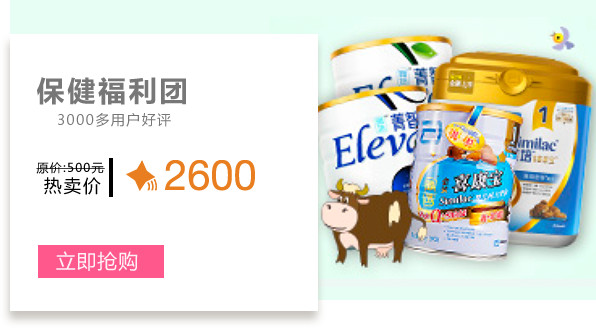 保健福利团
3000多用户好评
原价:500元
热卖价
2600
立即抢购
菁智
Eleva
喜康宝
Similac
1
Similac